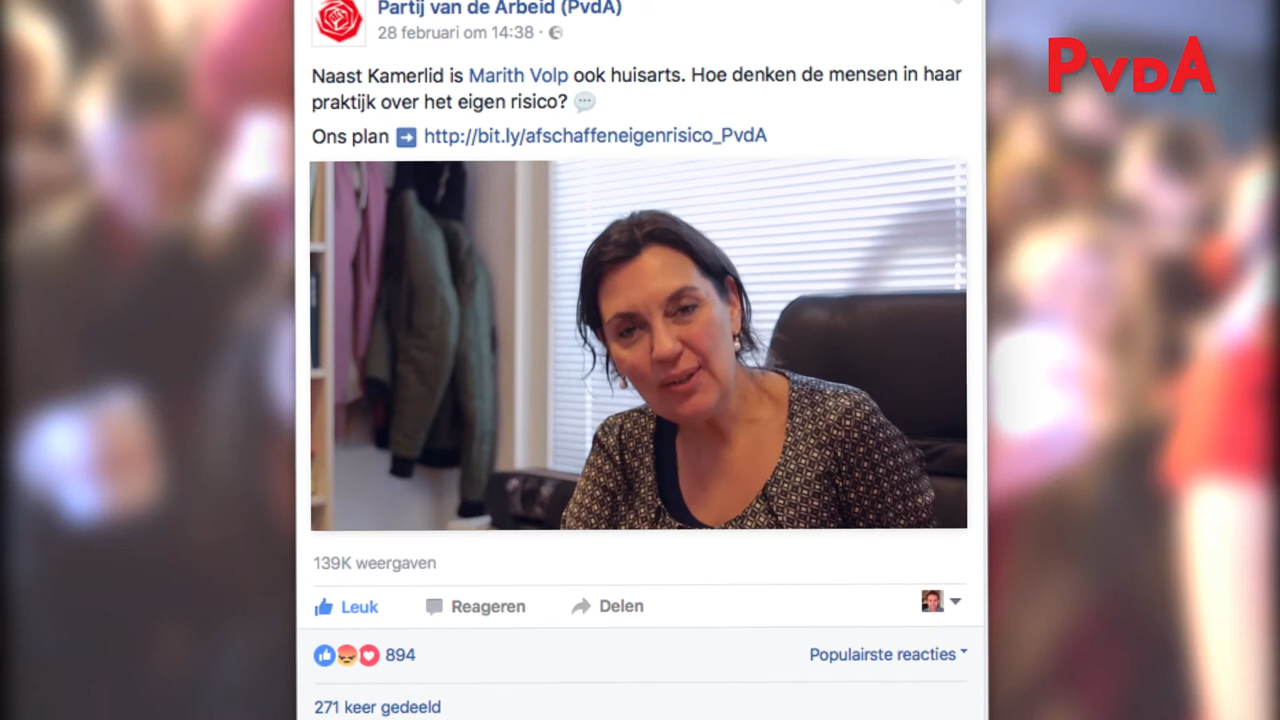 Partij van de Arbeid (PvdA)
28 februari om 14:38 ·
PvdA
Naast Kamerlid is Marith Volp ook huisarts. Hoe denken de mensen in haar
praktijk over het eigen risico?
Ons plan http://bit.ly/afschaffeneigenrisico_PvdA
139K weergaven
Leuk Reageren Delen
894 Populairste reacties
271 keer gedeeld